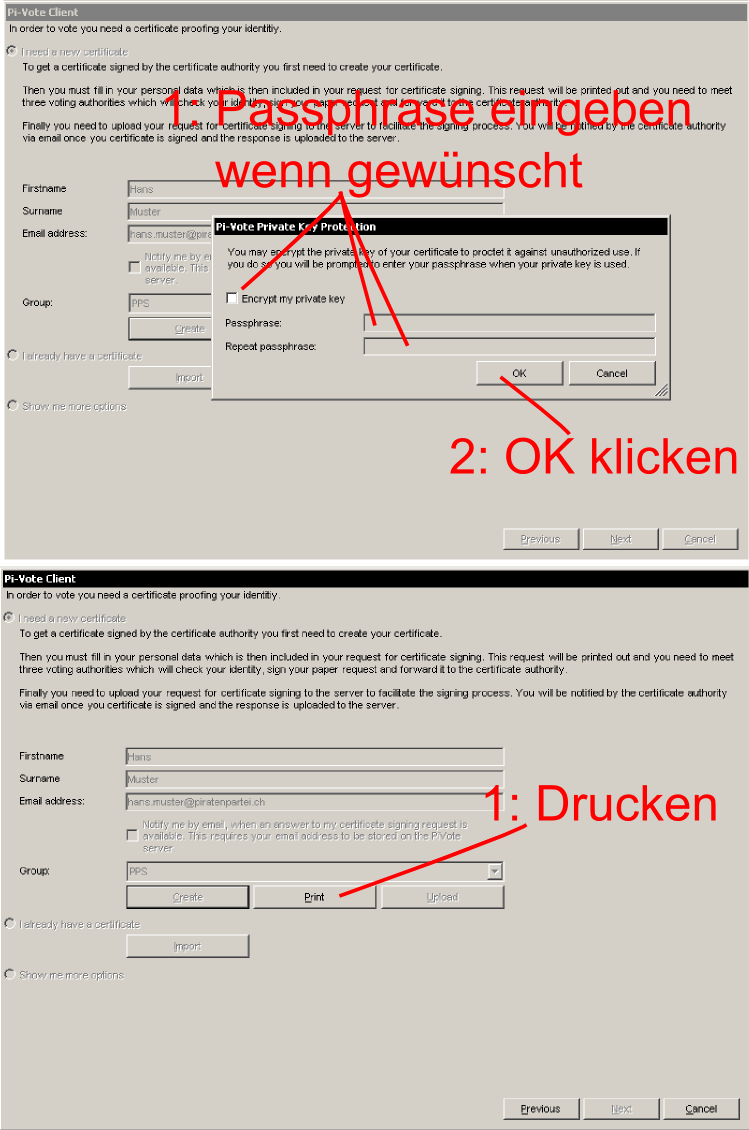 Pi-Vote Client
In order to vote you need a certificate proofing your identitiy.
I need a new certificate
To get a certificate signed by the certificate authority you first need to create your certificate.
Then you must fill in your personal data which is then included in your request for certificate signing. This request will be printed out and you need to meet
three voting authorities which will check your identity, sign your paper request and forward it to the certificate authority.
1: Passphrase eingeben
Finally you need to upload your request for certificate signing to the server to facilitate the signing process. You will be notified by the certificate authority
via email once you certificate is signed and the response is uploaded to the server.
wenn gewünscht
Firstname
Hans
Surname
Muster
Email address:
hans.muster@pira
Notify me by e
available. This
server.
Group:
PPS
Create
I already have a certificate
Import
Show me more options
Pi-Vote Private Key Protection
You may encrypt the private key of your certificate to proctet it against unauthorized use. If
you do so you will be prompted to enter your passphrase when your private key is used.
Encrypt my private key
Passphrase:
Repeat passphrase:
OK
Cancel
2: OK klicken
Previous
Next
Cancel
Pi-Vote Client
In order to vote you need a certificate proofing your identitiy.
I need a new certificate
To get a certificate signed by the certificate authority you first need to create your certificate.
Then you must fill in your personal data which is then included in your request for certificate signing. This request will be printed out and you need to meet
three voting authorities which will check your identity, sign your paper request and forward it to the certificate authority.
Finally you need to upload your request for certificate signing to the server to facilitate the signing process. You will be notified by the certificate authority
via email once you certificate is signed and the response is uploaded to the server.
Firstname
Hans
Surname
Muster
Email address:
hans.muster@piratenpartei.ch
1: Drucken
Notify me by email, when an answer to my certificate signing request is
available. This requires your email address to be stored on the PiVote
server.
Group:
PPS
Create
Print
Upload
I already have a certificate
Import
Show me more options
Previous
Next
Cancel